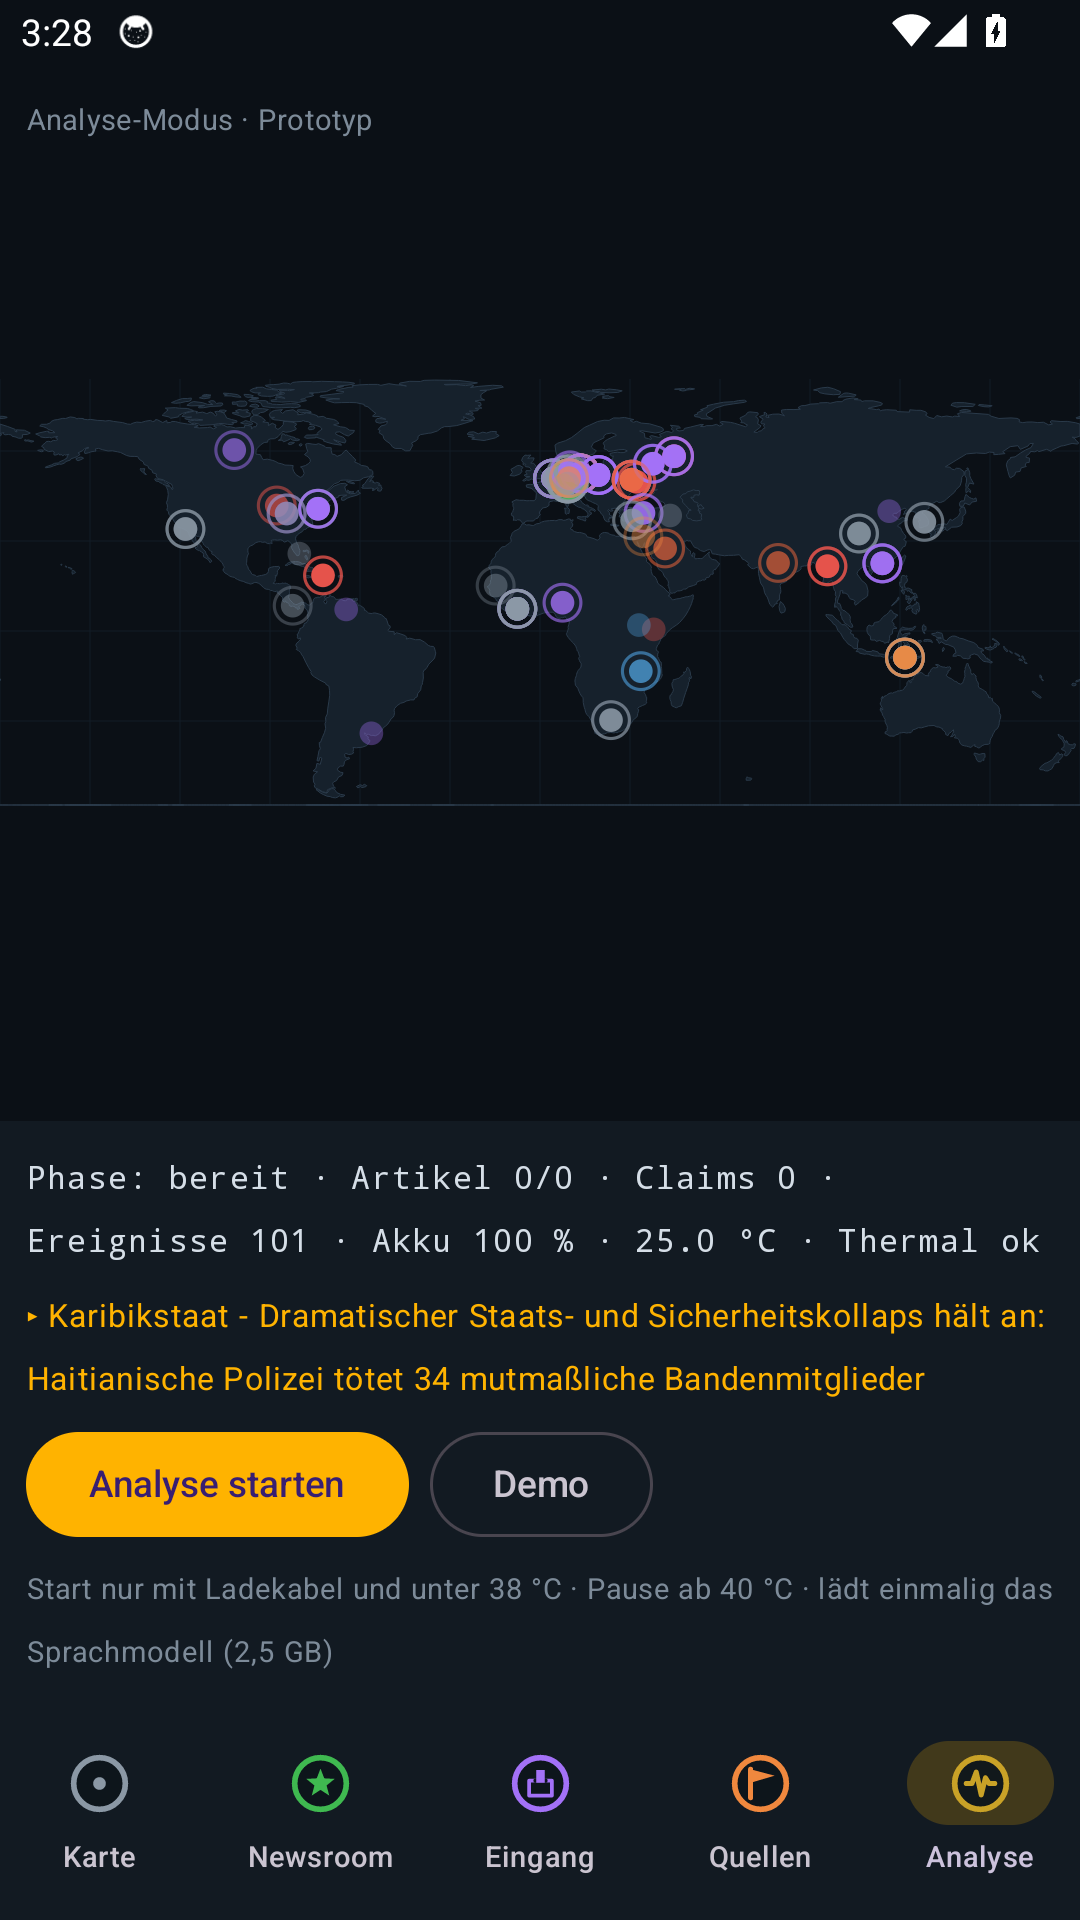 3:28
Analyse-Modus · Prototyp
Phase: bereit · Artikel 0/0 · Claims 0 ·
Ereignisse 101 · Akku 100 % · 25.0 °C · Thermal ok
▸ Karibikstaat - Dramatischer Staats- und Sicherheitskollaps hält an:
Haitianische Polizei tötet 34 mutmaßliche Bandenmitglieder
Analyse starten
Demo
Start nur mit Ladekabel und unter 38 °C · Pause ab 40 °C · lädt einmalig das
Sprachmodell (2,5 GB)
Karte
Newsroom
Eingang
Quellen
Analyse